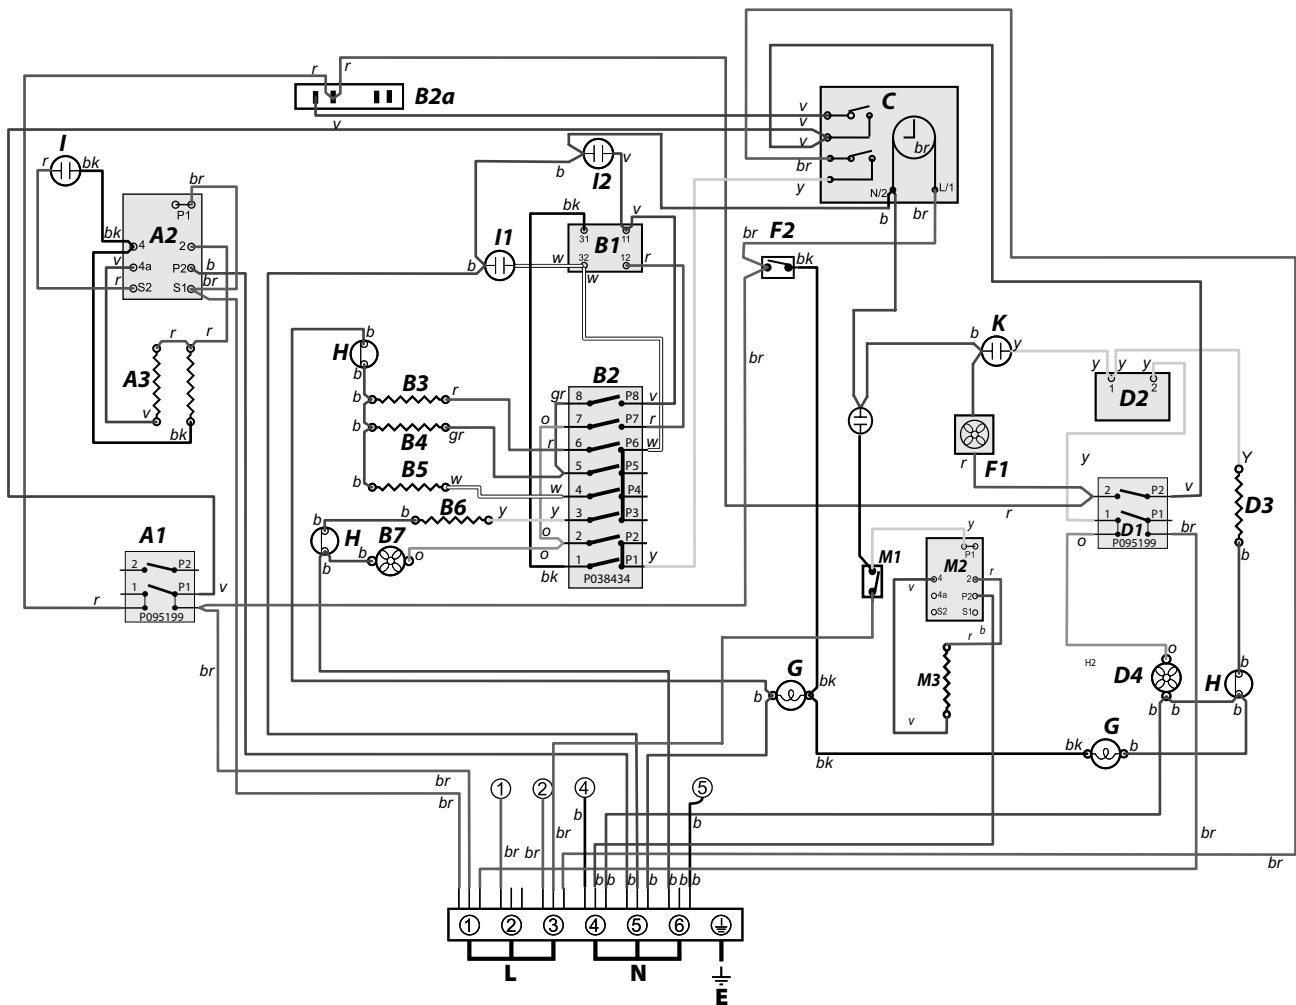 r
r
B2a
v
C
v
v
v
br
y
br
N/2
L/1
b
br
I
r
bk
br
P1
A2
bk
4
2
v
4a
P2
b
r
S2
S1
br
r
r
A3
v
bk
I2
b
v
I1
b
w
bk
v
31
11
B1
32
12
r
w
F2
br
bk
br
K
b
y
y
y
y
1
2
D2
F1
r
y
r
H
b
b
B3
b
r
B4
b
gr
B5
b
w
B6
b
y
H
b
B7
b
o
b
B2
gr
8
P8
v
o
7
P7
r
r
6
P6
w
5
P5
w
4
P4
y
3
P3
o
2
P2
o
bk
1
P1
y
P038434
2
P2
v
1
P1
br
D1
o
P095199
Y
D3
b
A1
2
P2
1
P1
v
r
P095199
br
M1
y
P1
M2
v
4
2
r
4a
P2
S2
S1
b
r
M3
v
H2
o
D4
b
b
H
b
b
G
b
bk
G
bk
b
bk
br
br
1
2
4
5
b
b
br
br
br
b
b
b
b
b
b
b
b
br
br
1
2
3
4
5
6
L
N
E